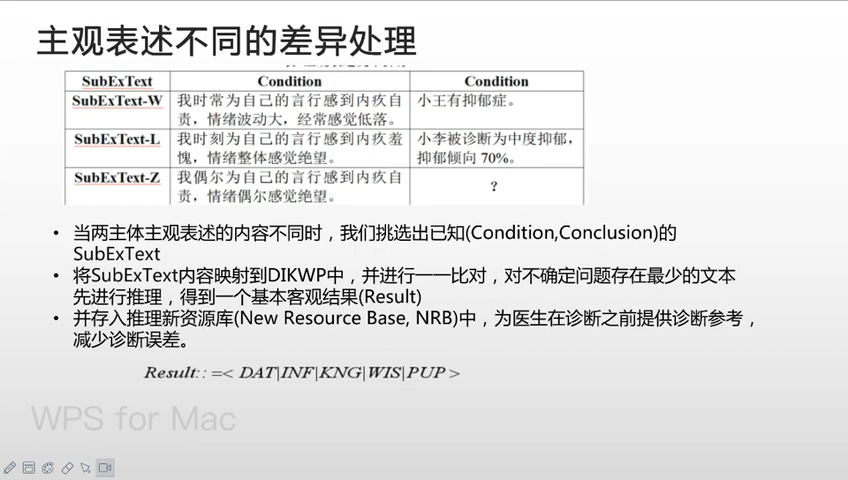 主观表述不同的差异处理
SubExText Condition Condition
SubExText-W 我时常为自己的言行感到内疚自责，情绪波动大，经常感觉低落。 小王有抑郁症。
SubExText-L 我时刻为自己的言行感到内疚羞愧，情绪整体感觉绝望。 小李被诊断为中度抑郁，抑郁倾向 70%。
SubExText-Z 我偶尔为自己的言行感到内疚自责，情绪偶尔感觉绝望。 ？
• 当两主体主观表述的内容不同时，我们挑选出已知(Condition,Conclusion)的
SubExText
• 将SubExText内容映射到DIKWP中，并进行一一比对，对不确定问题存在最少的文本
先进行推理，得到一个基本客观结果(Result)
• 并存入推理新资源库(New Resource Base, NRB)中，为医生在诊断之前提供诊断参考，
减少诊断误差。
Result:: =< DAT|INF|KNG|WIS|PUP >
WPS for Mac